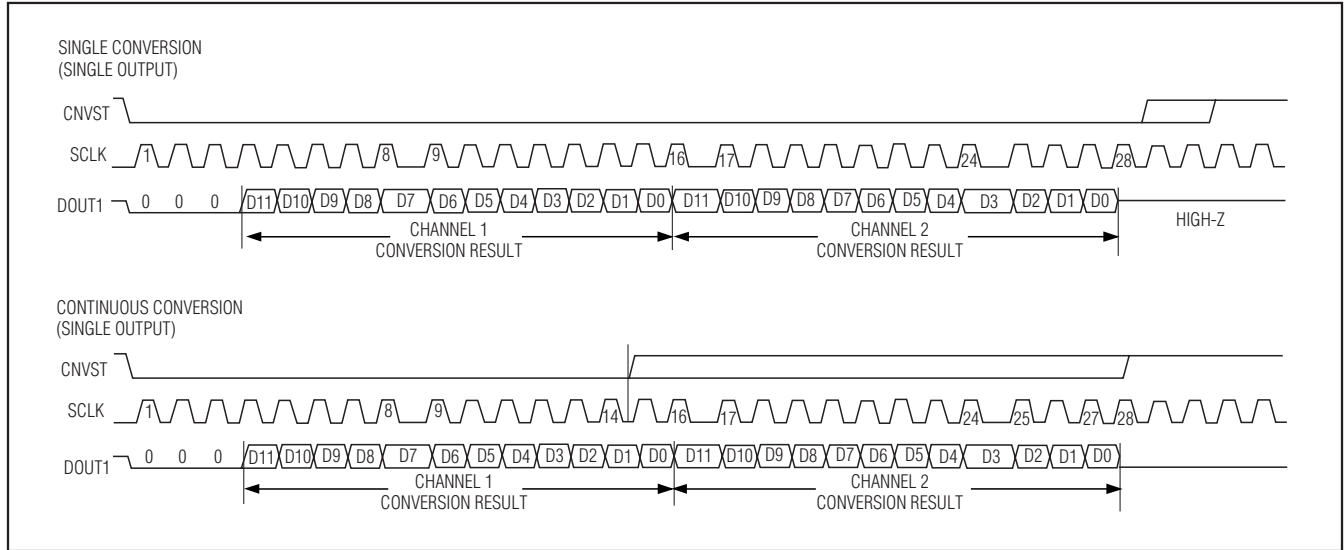 SINGLE CONVERSION
(SINGLE OUTPUT)
CNVST
SCLK 1 8 9 16 17 24 28
DOUT1 0 0 0 D11 D10 D9 D8 D7 D6 D5 D4 D3 D2 D1 D0 D11 D10 D9 D8 D7 D6 D5 D4 D3 D2 D1 D0 HIGH-Z
CHANNEL 1 CHANNEL 2
CONVERSION RESULT CONVERSION RESULT
CONTINUOUS CONVERSION
(SINGLE OUTPUT)
CNVST
SCLK 1 8 9 14 16 17 24 25 27 28
DOUT1 0 0 0 D11 D10 D9 D8 D7 D6 D5 D4 D3 D2 D1 D0 D11 D10 D9 D8 D7 D6 D5 D4 D3 D2 D1 D0
CHANNEL 1 CHANNEL 2
CONVERSION RESULT CONVERSION RESULT